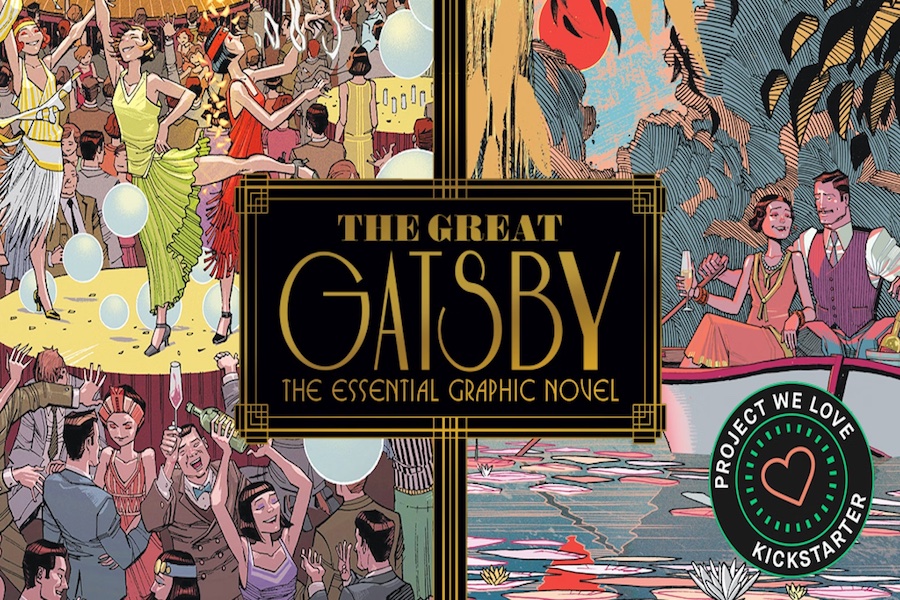 THE GREAT
GATSBY
THE ESSENTIAL GRAPHIC NOVEL
PROJECT WE LOVE
KICKSTARTER